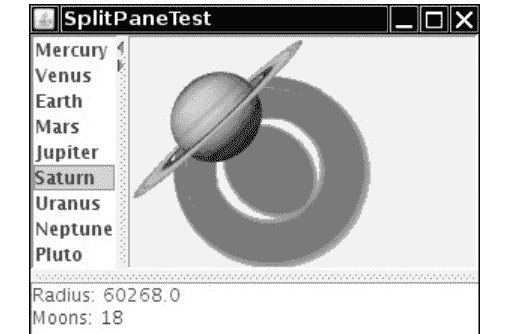 SplitPaneTest
Mercury
Venus
Earth
Mars
Jupiter
Saturn
Uranus
Neptune
Pluto
Radius: 60268.0
Moons: 18